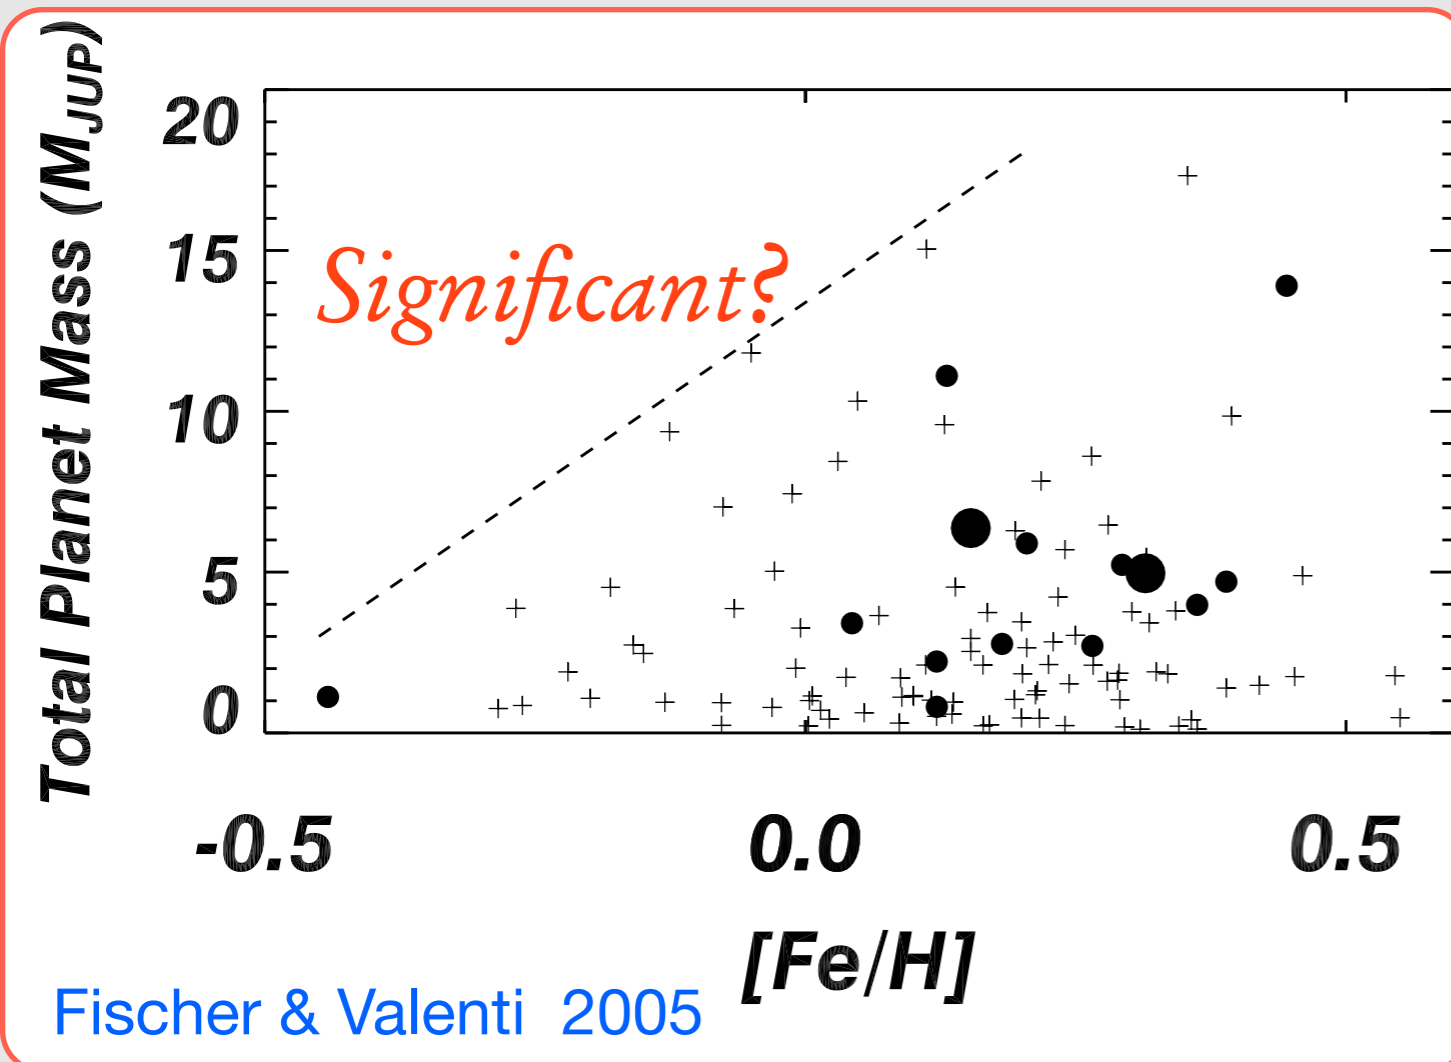 Total Planet Mass (M_JUP)
20
15
10
5
0
Significant?
-0.5 0.0 0.5
[Fe/H]
Fischer & Valenti 2005